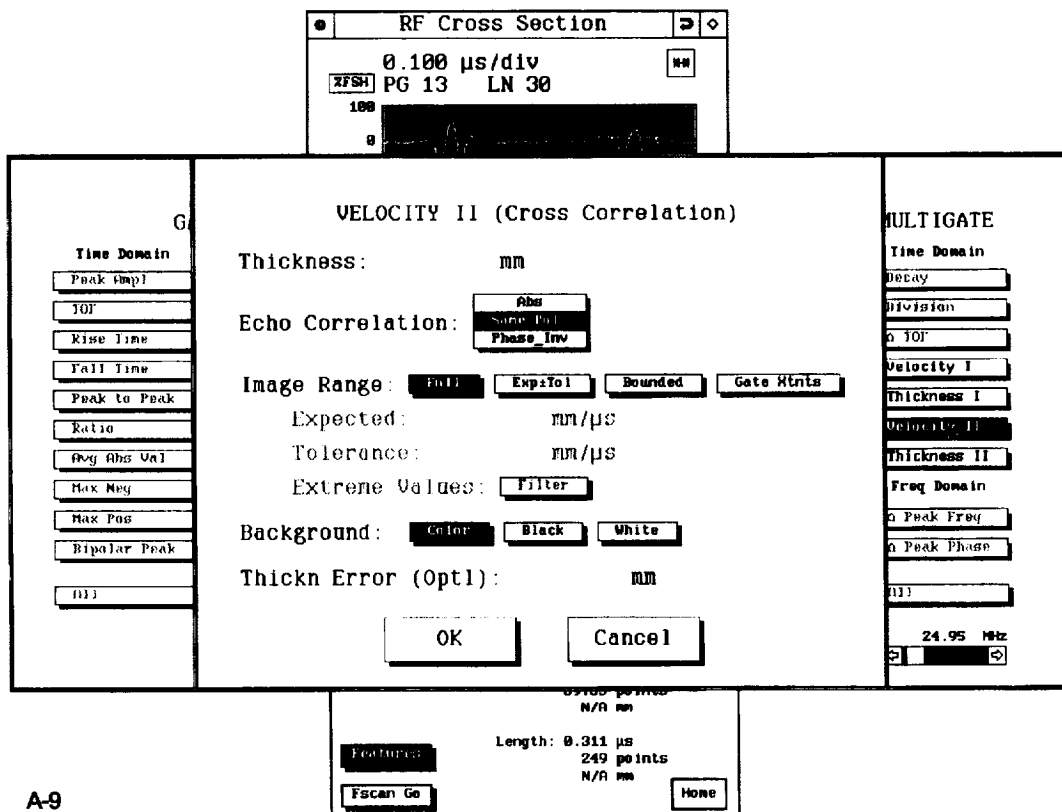 RF Cross Section
0.100 µs/div
%FSH PG 13 LN 30
100
0
VELOCITY II (Cross Correlation)
Thickness: mm
Echo Correlation:
Abs
Same Pol
Phase_Inv
Image Range: Full Exp±Tol Bounded Gate Xtnts
Expected: mm/µs
Tolerance: mm/µs
Extreme Values: Filter
Background: Color Black White
Thickn Error (Optl): mm
OK Cancel
GA
Time Domain
Peak Ampl
TOF
Rise Time
Fall Time
Peak to Peak
Ratio
Avg Abs Val
Max Neg
Max Pos
Bipolar Peak
All
MULTIGATE
Time Domain
Decay
Division
TOF
Velocity I
Thickness I
Velocity II
Thickness II
Freq Domain
Peak Freq
Peak Phase
All
24.95 MHz
points
N/A mm
Length: 0.311 µs
249 points
N/A mm
Features
Fscan Go
Home
A-9